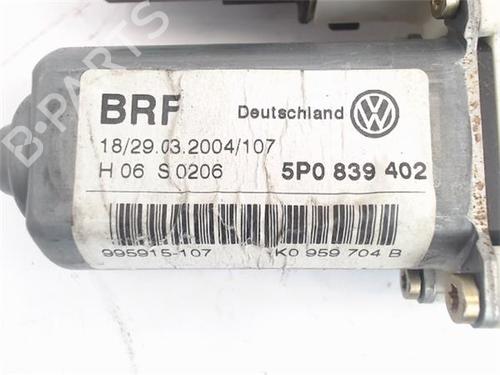 B-PARTS
BRF Deutschland
18/29.03.2004/107
H 06 S 0206 5P0 839 402
995915-107 K0 959 704 B